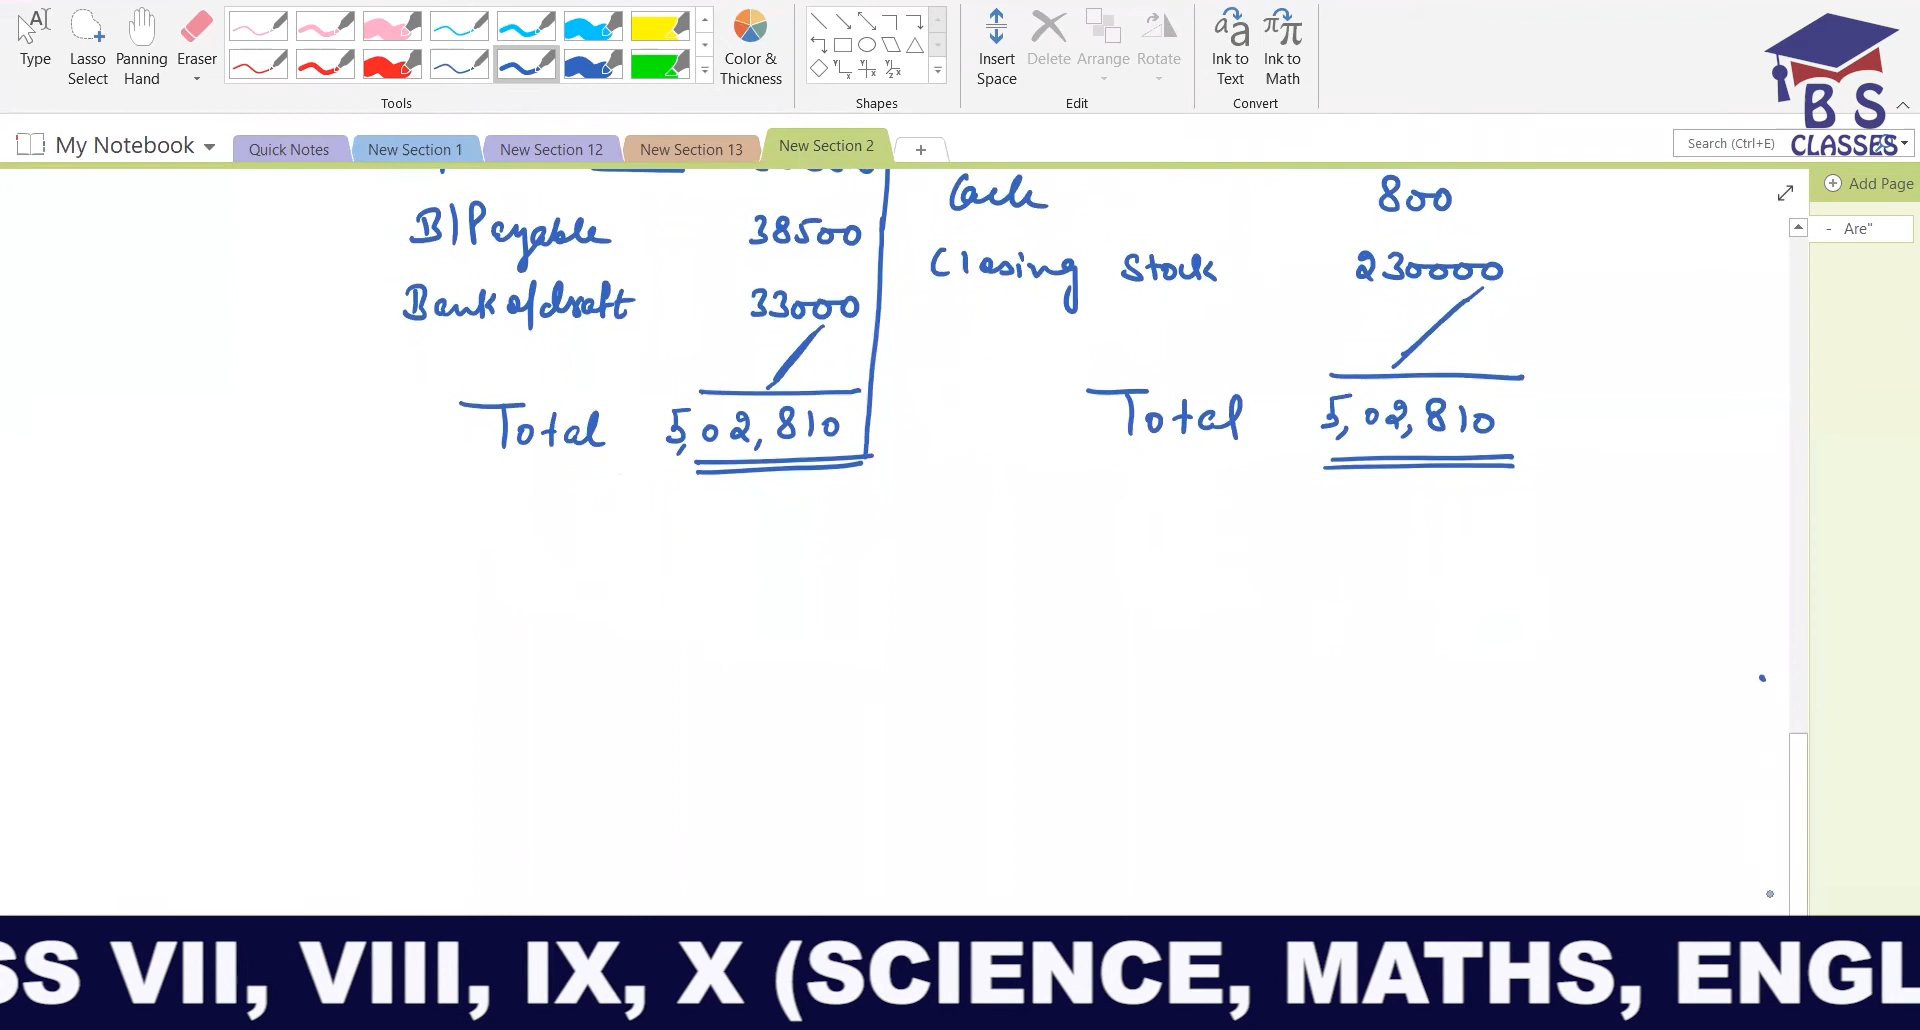 Type
Lasso Select
Panning Hand
Eraser
Color & Thickness
Insert Space
Delete
Arrange
Rotate
Ink to Text
Ink to Math
Tools
Shapes
Edit
Convert
BS
CLASSES
My Notebook
Quick Notes
New Section 1
New Section 12
New Section 13
New Section 2
Search (Ctrl+E)
Add Page
- Are"
Cash 800
B/Payable 38500
Closing Stock 230000
Bank o/draft 33000
Total 5,02,810
Total 5,02,810
SS VII, VIII, IX, X (SCIENCE, MATHS, ENGL